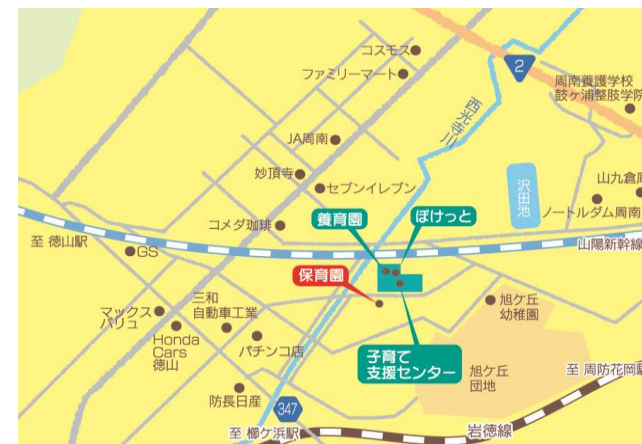 コスモス
ファミリーマート
2
周南養護学校
鼓ヶ浦整肢学院
西光寺川
JA周南
妙頂寺
セブンイレブン
沢田池
山九倉庫
ノートルダム周南
コメダ珈琲
養育園
ぽけっと
至 徳山駅
GS
山陽新幹線
保育園
マックス
バリュ
三和
自動車工業
旭ケ丘
幼稚園
Honda
Cars
徳山
パチンコ店
子育て
支援センター
旭ケ丘
団地
至 周防花岡駅
防長日産
347
至 櫛ケ浜駅
岩徳線